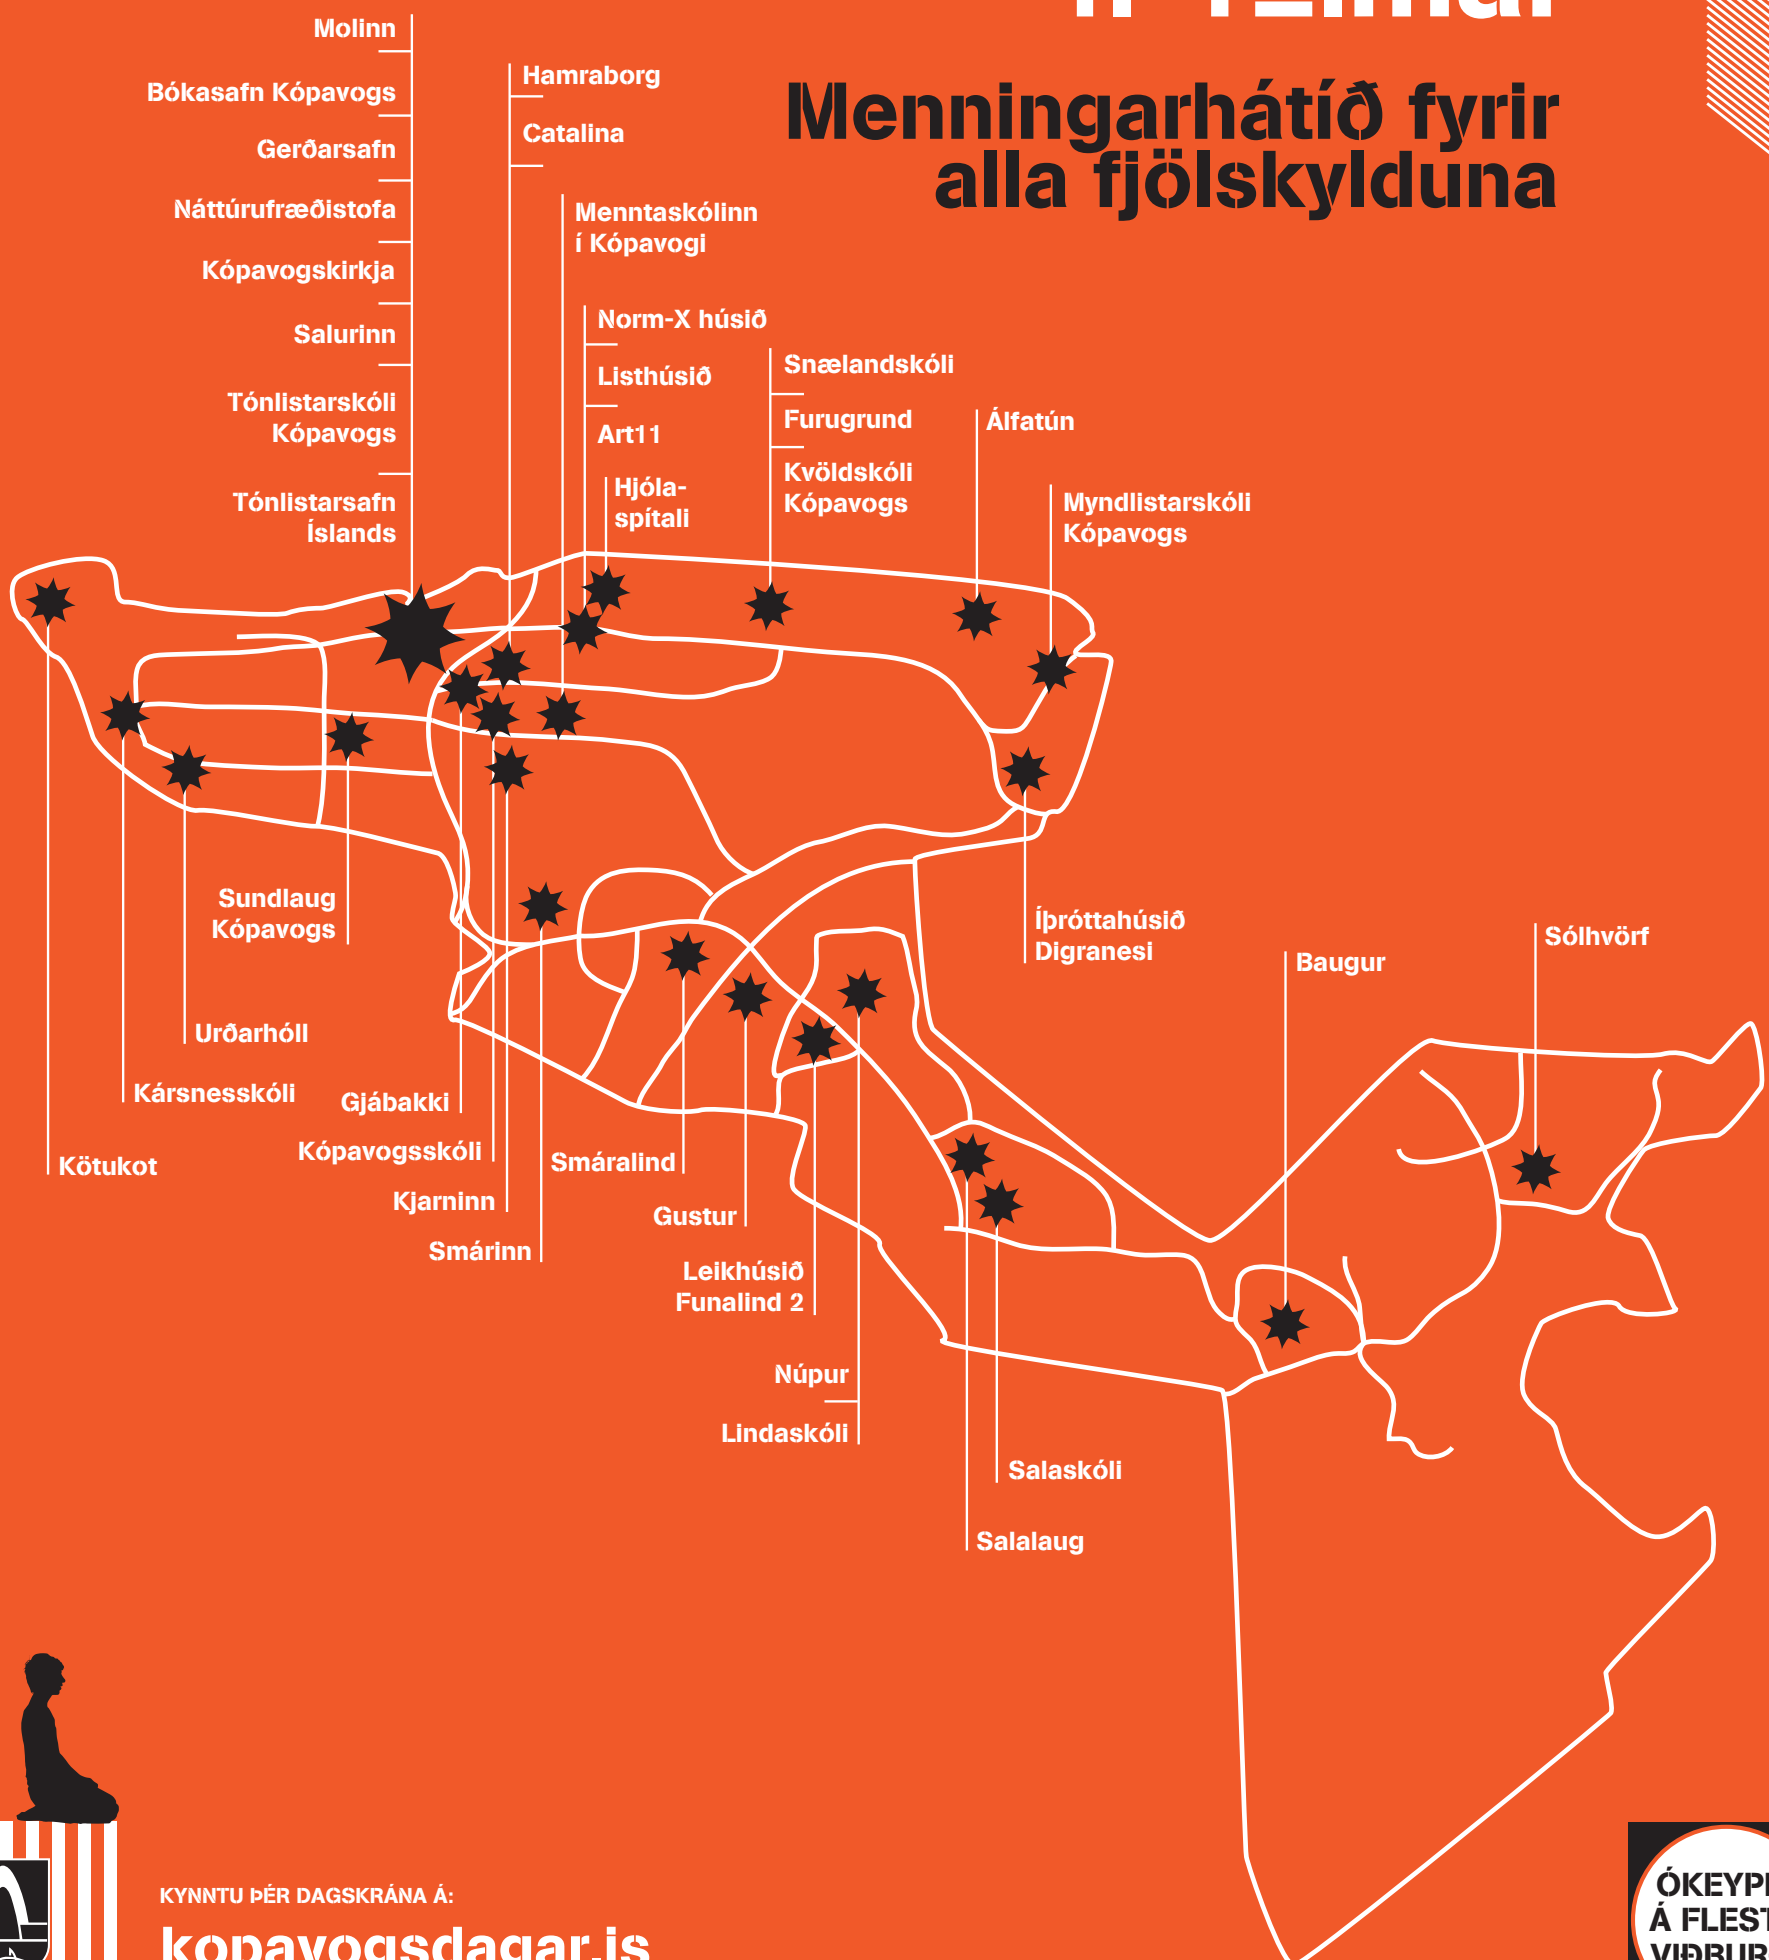 Menningarhátíð fyrir
alla fjölskylduna
Molinn
Bókasafn Kópavogs
Gerðarsafn
Náttúrufræðistofa
Kópavogskirkja
Salurinn
Tónlistarskóli
Kópavogs
Tónlistarsafn
Íslands
Hamraborg
Catalina
Menntaskólinn
í Kópavogi
Norm-X húsið
Listhúsið
Art11
Hjóla-
spítali
Snælandskóli
Furugrund
Kvöldskóli
Kópavogs
Álfatún
Myndlistarskóli
Kópavogs
Sundlaug
Kópavogs
Urðarhóll
Kársnesskóli
Kötukot
Gjábakki
Kópavogsskóli
Kjarninn
Smárinn
Smáralind
Gustur
Leikhúsið
Funalind 2
Núpur
Lindaskóli
Salaskóli
Salalaug
Íþróttahúsið
Digranesi
Baugur
Sólhvörf
KYNNTU ÞÉR DAGSKRÁNA Á:
kopavogsdagar.is
Á